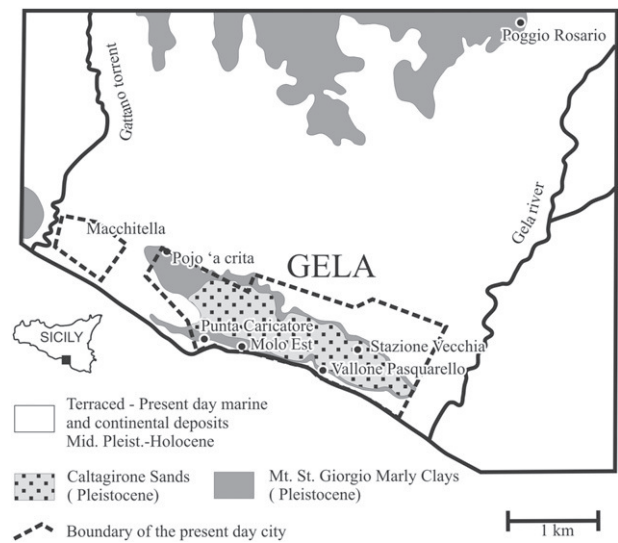 Poggio Rosario
Gattano torrent
Gela river
Macchitella
Pojo ‘a crita
GELA
Punta Caricatore
Molo Est
Stazione Vecchia
Vallone Pasquarello
SICILY
Terraced - Present day marine
and continental deposits
Mid. Pleist.-Holocene
Caltagirone Sands
( Pleistocene)
Mt. St. Giorgio Marly Clays
( Pleistocene)
Boundary of the present day city
1 km